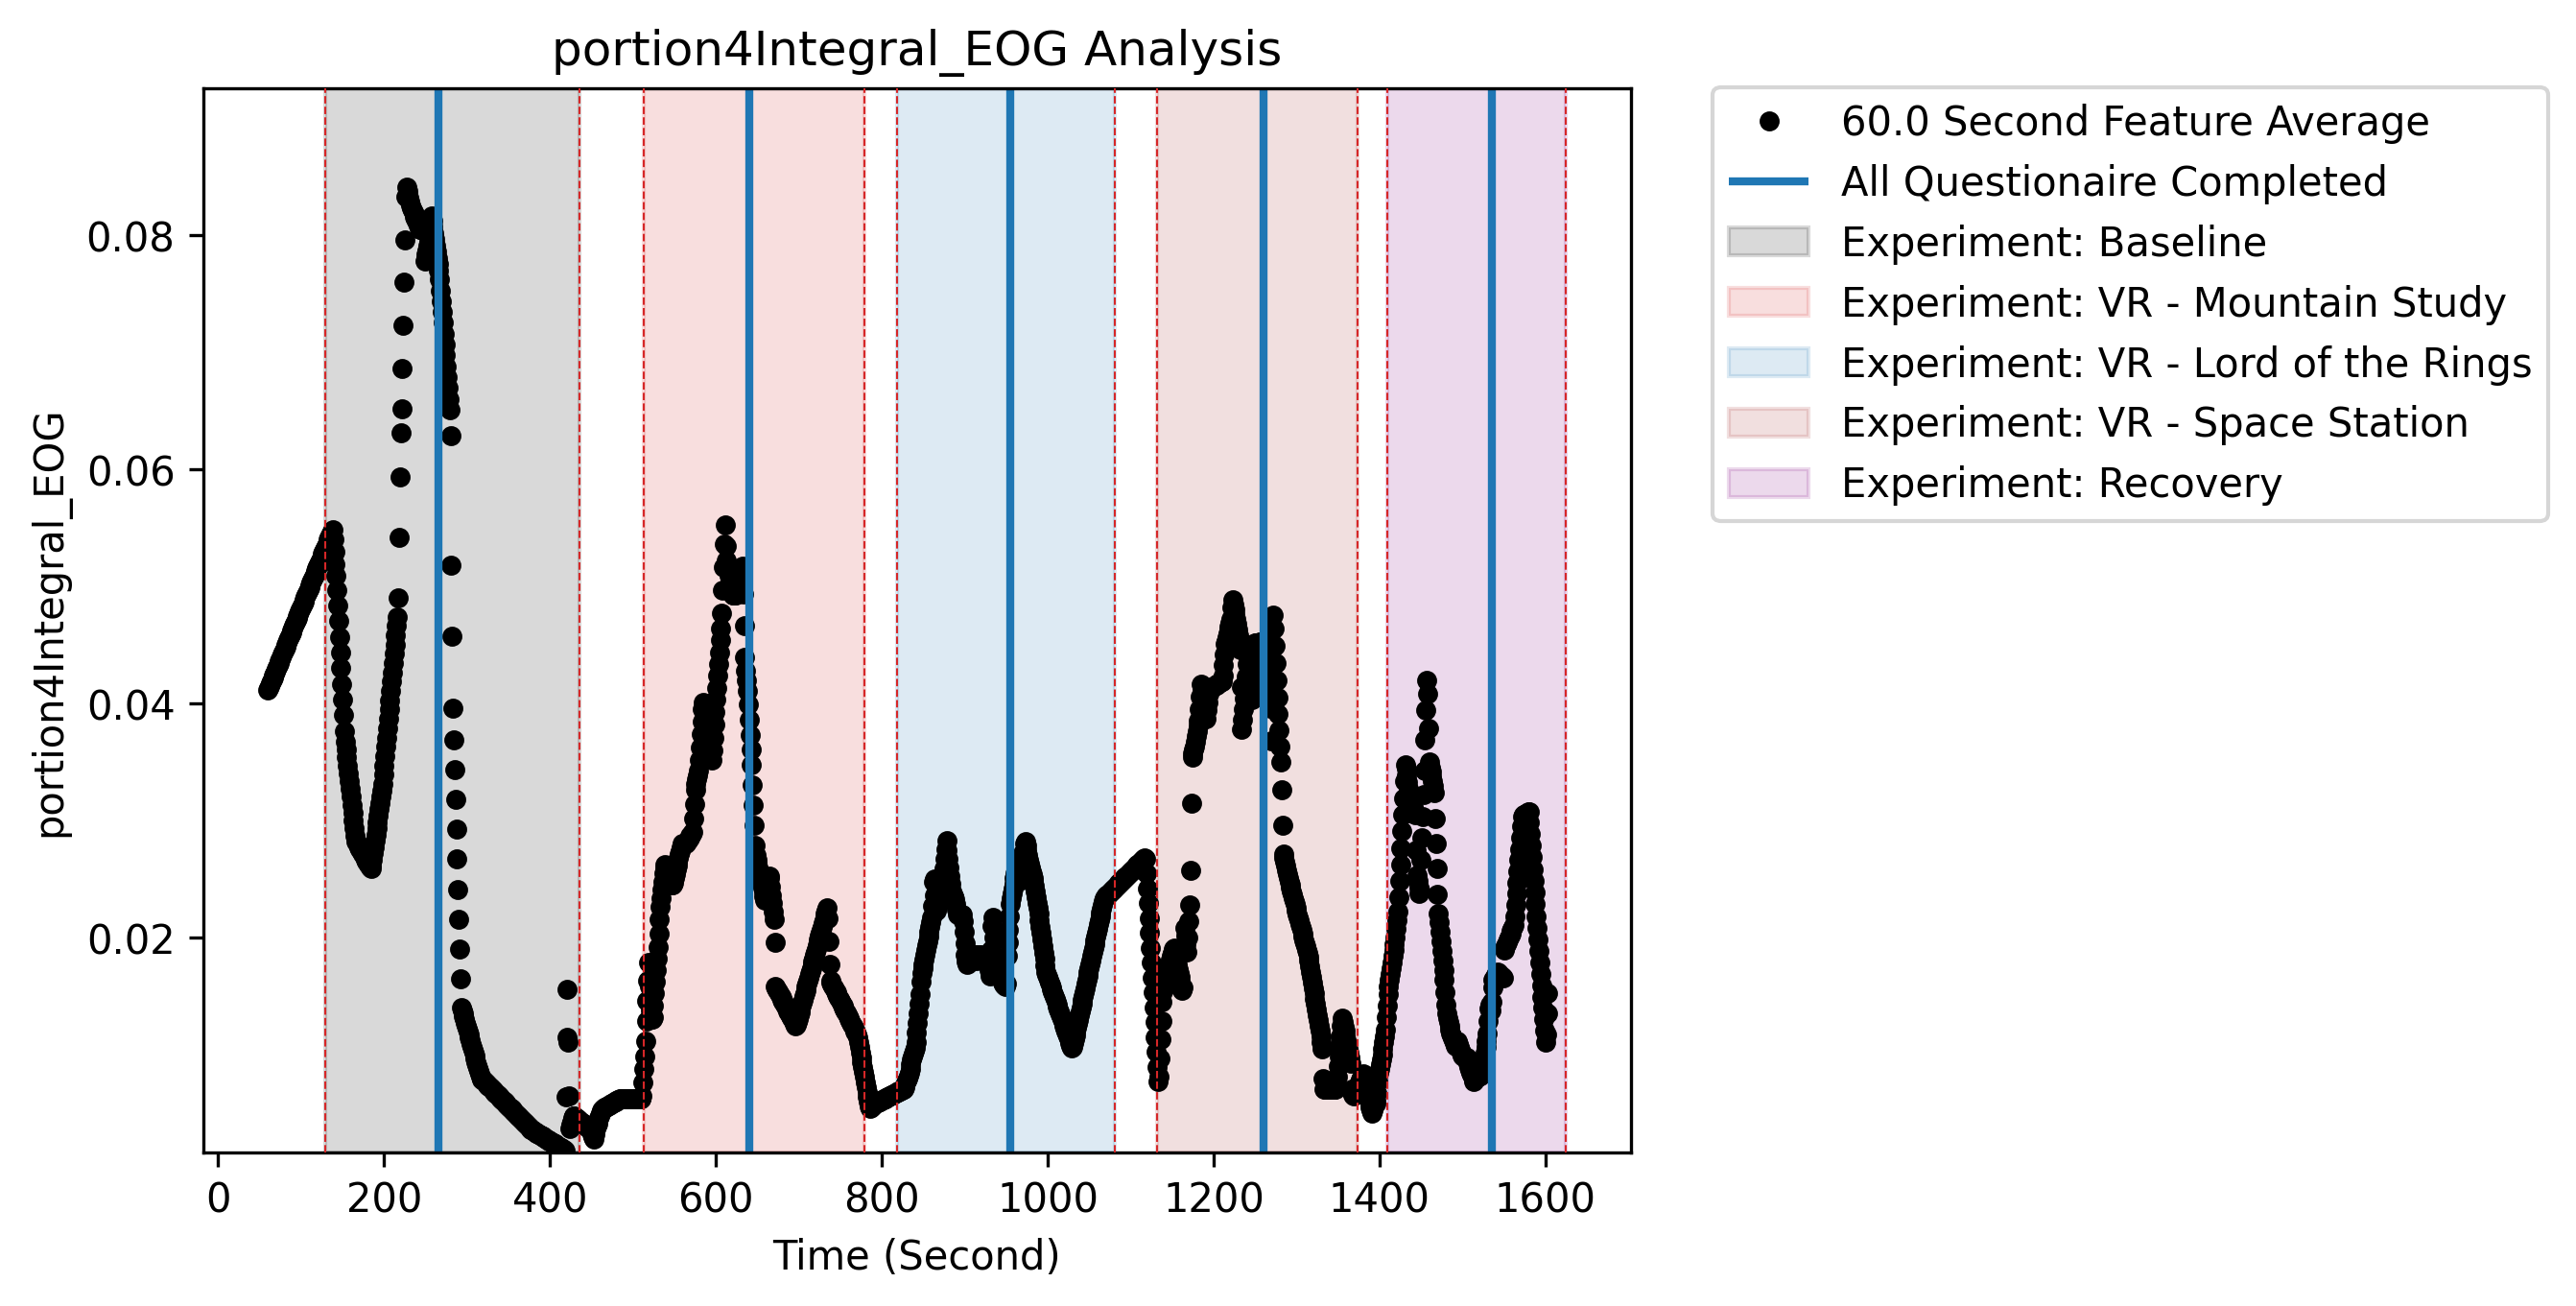 portion4Integral_EOG Analysis
portion4Integral_EOG
0.08
0.06
0.04
0.02
0 200 400 600 800 1000 1200 1400 1600
Time (Second)
60.0 Second Feature Average
All Questionaire Completed
Experiment: Baseline
Experiment: VR - Mountain Study
Experiment: VR - Lord of the Rings
Experiment: VR - Space Station
Experiment: Recovery